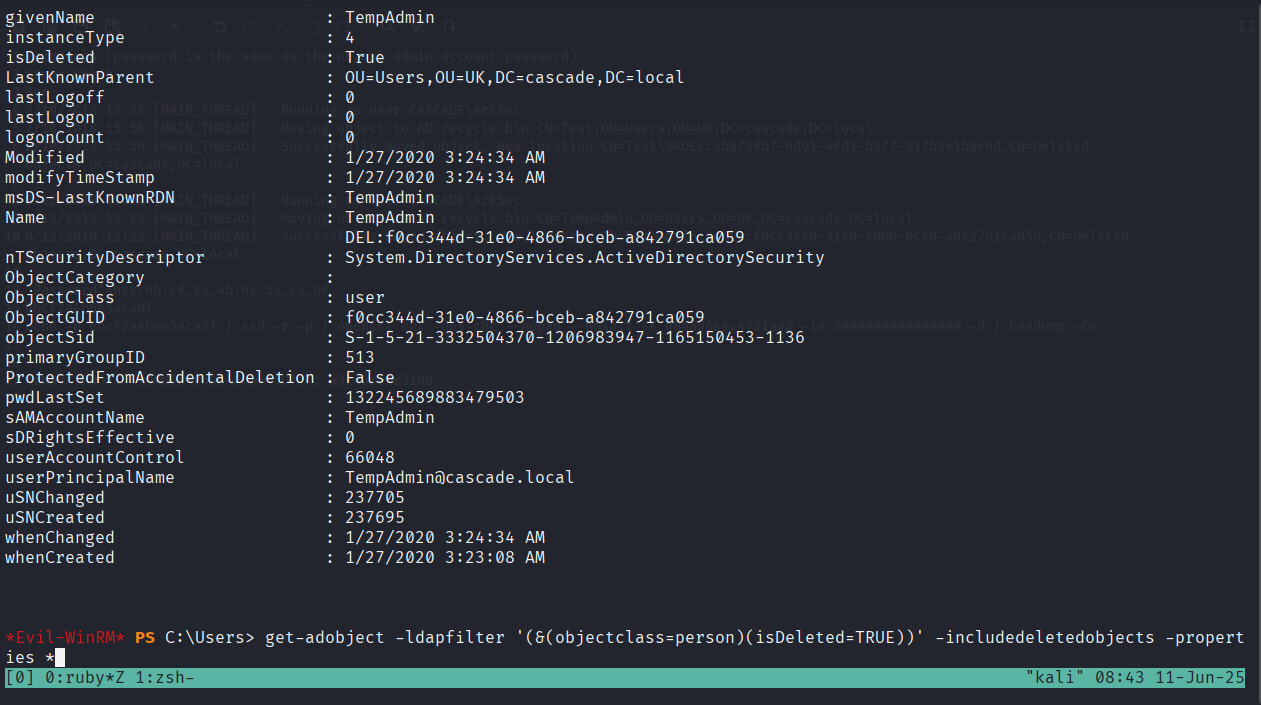 givenName : TempAdmin
instanceType : 4
isDeleted : True
LastKnownParent : OU=Users,OU=UK,DC=cascade,DC=local
lastLogoff : 0
lastLogon : 0
logonCount : 0
Modified : 1/27/2020 3:24:34 AM
modifyTimeStamp : 1/27/2020 3:24:34 AM
msDS-LastKnownRDN : TempAdmin
Name : TempAdmin
DEL:f0cc344d-31e0-4866-bceb-a842791ca059
nTSecurityDescriptor : System.DirectoryServices.ActiveDirectorySecurity
ObjectCategory :
ObjectClass : user
ObjectGUID : f0cc344d-31e0-4866-bceb-a842791ca059
objectSid : S-1-5-21-3332504370-1206983947-1165150453-1136
primaryGroupID : 513
ProtectedFromAccidentalDeletion : False
pwdLastSet : 132245689883479503
sAMAccountName : TempAdmin
sDRightsEffective : 0
userAccountControl : 66048
userPrincipalName : TempAdmin@cascade.local
uSNChanged : 237705
uSNCreated : 237695
whenChanged : 1/27/2020 3:24:34 AM
whenCreated : 1/27/2020 3:23:08 AM
*Evil-WinRM* PS C:\Users> get-adobject -ldapfilter '(&(objectclass=person)(isDeleted=TRUE))' -includedeletedobjects -propert
ies *
[0] 0:ruby*Z 1:zsh- "kali" 08:43 11-Jun-25